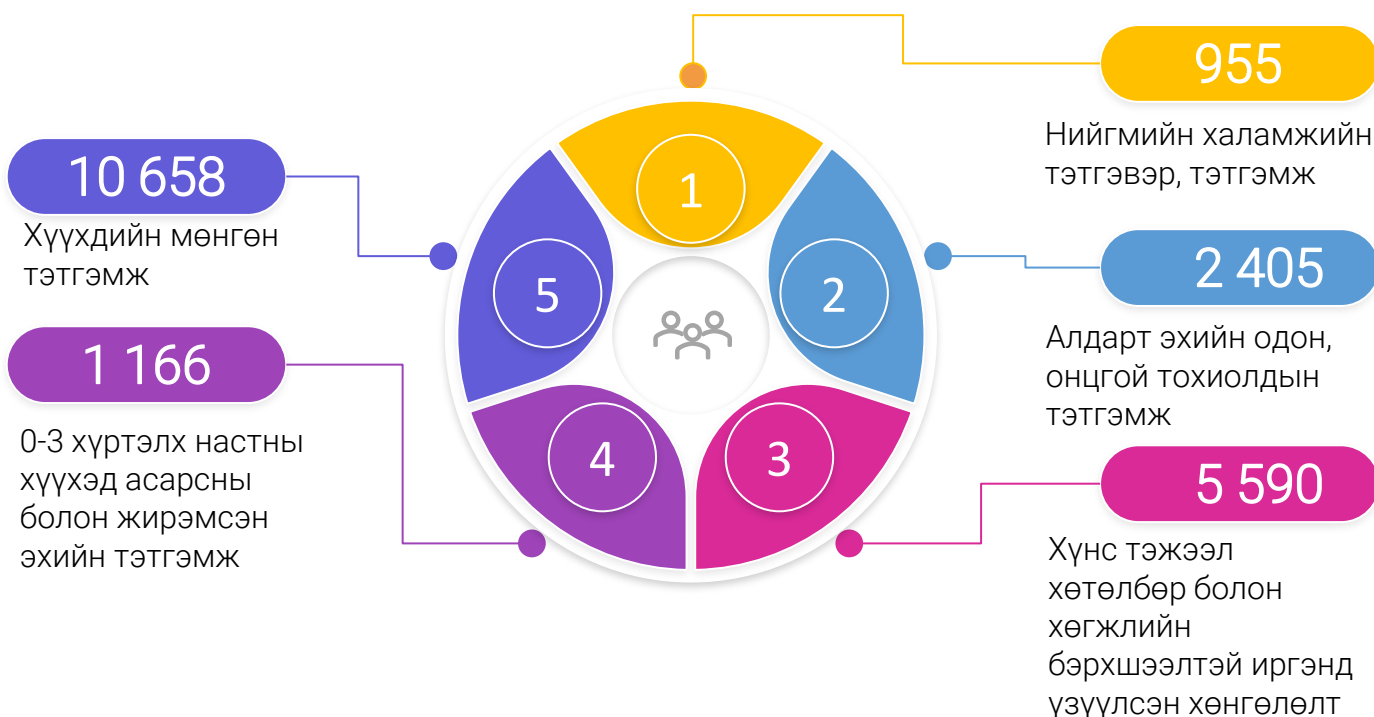 955
Нийгмийн халамжийн
тэтгэвэр, тэтгэмж
10 658
Хүүхдийн мөнгөн
тэтгэмж
1
5
2
2 405
1 166
Алдарт эхийн одон,
онцгой тохиолдын
тэтгэмж
0-3 хүртэлх настны
хүүхэд асарсны
болон жирэмсэн
эхийн тэтгэмж
4
3
5 590
Хүнс тэжээл
хөтөлбөр болон
хөгжлийн
бэрхшээлтэй иргэнд
үзүүлсэн хөнгөлөлт